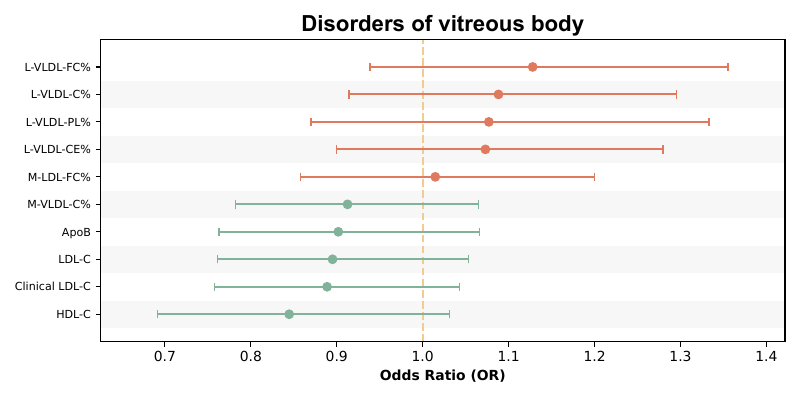 Disorders of vitreous body
L-VLDL-FC%
L-VLDL-C%
L-VLDL-PL%
L-VLDL-CE%
M-LDL-FC%
M-VLDL-C%
ApoB
LDL-C
Clinical LDL-C
HDL-C
0.7 0.8 0.9 1.0 1.1 1.2 1.3 1.4
Odds Ratio (OR)